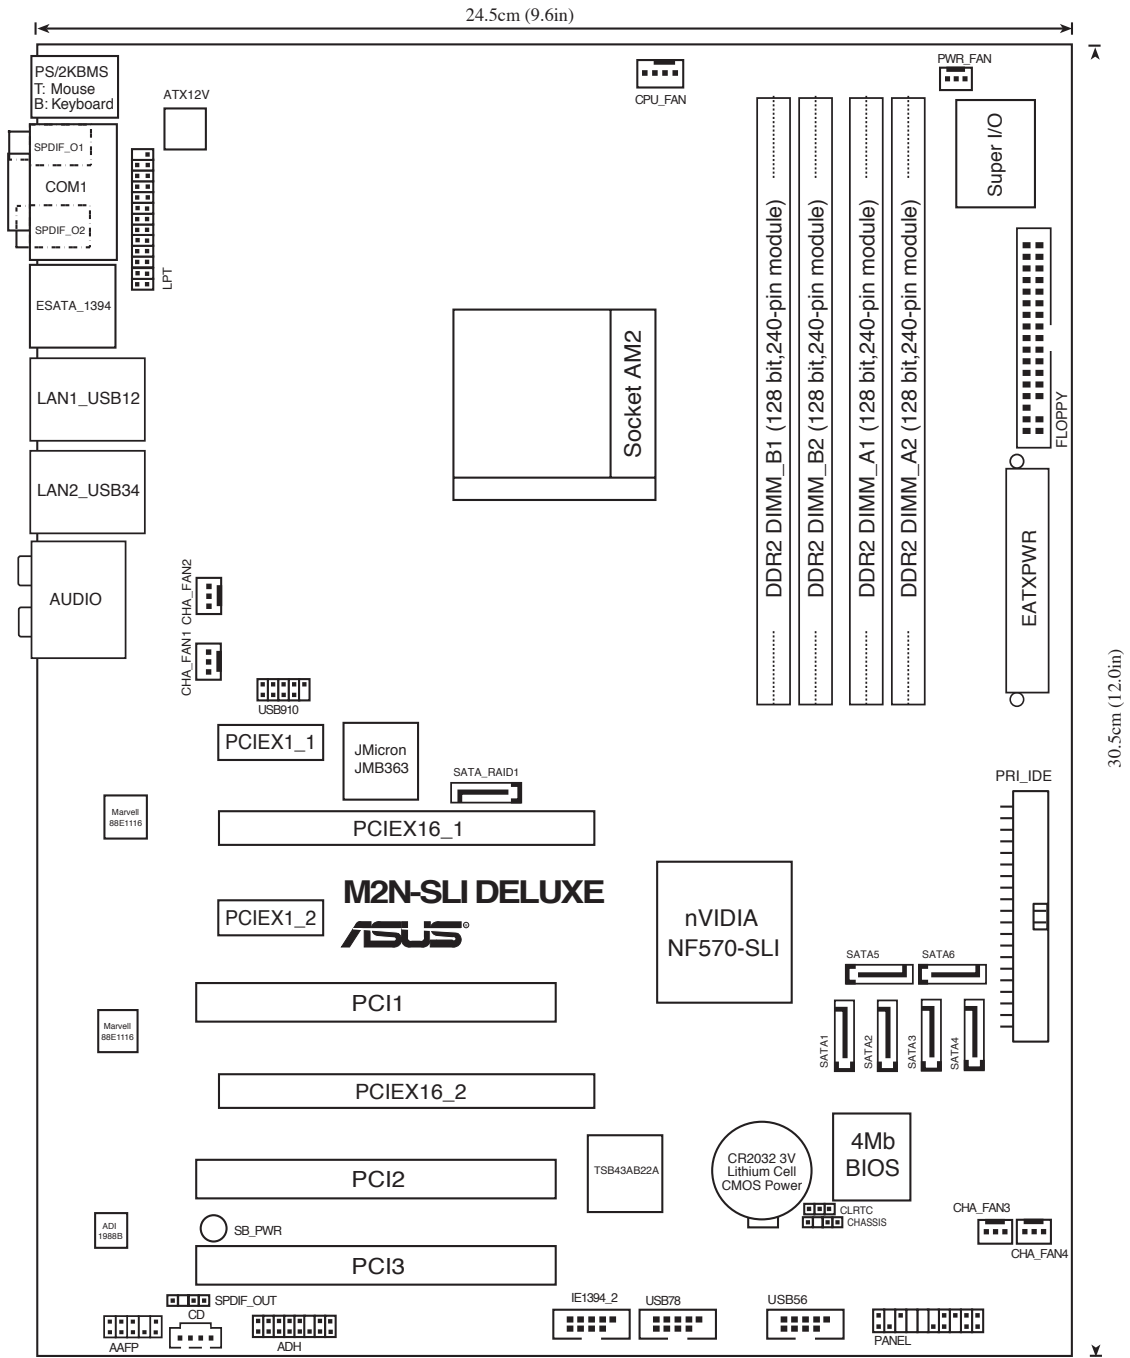 24.5cm (9.6in)
PS/2KBMS
T: Mouse
B: Keyboard
ATX12V
CPU_FAN
PWR_FAN
SPDIF_O1
COM1
SPDIF_O2
LPT
Super I/O
ESATA_1394
Socket AM2
DDR2 DIMM_B1 (128 bit,240-pin module)
DDR2 DIMM_B2 (128 bit,240-pin module)
DDR2 DIMM_A1 (128 bit,240-pin module)
DDR2 DIMM_A2 (128 bit,240-pin module)
FLOPPY
LAN1_USB12
LAN2_USB34
EATXPWR
AUDIO
CHA_FAN2
CHA_FAN1
30.5cm (12.0in)
USB910
PCIEX1_1
JMicron
JMB363
SATA_RAID1
PRI_IDE
Marvell
88E1116
PCIEX16_1
M2N-SLI DELUXE
PCIEX1_2
ASUS®
nVIDIA
NF570-SLI
SATA5
SATA6
PCI1
Marvell
88E1116
SATA1
SATA2
SATA3
SATA4
PCIEX16_2
4Mb
BIOS
CR2032 3V
Lithium Cell
CMOS Power
TSB43AB22A
PCI2
CLRTC
CHASSIS
CHA_FAN3
CHA_FAN4
ADI
1988B
SB_PWR
PCI3
SPDIF_OUT
CD
AAFP
ADH
IE1394_2
USB78
USB56
PANEL